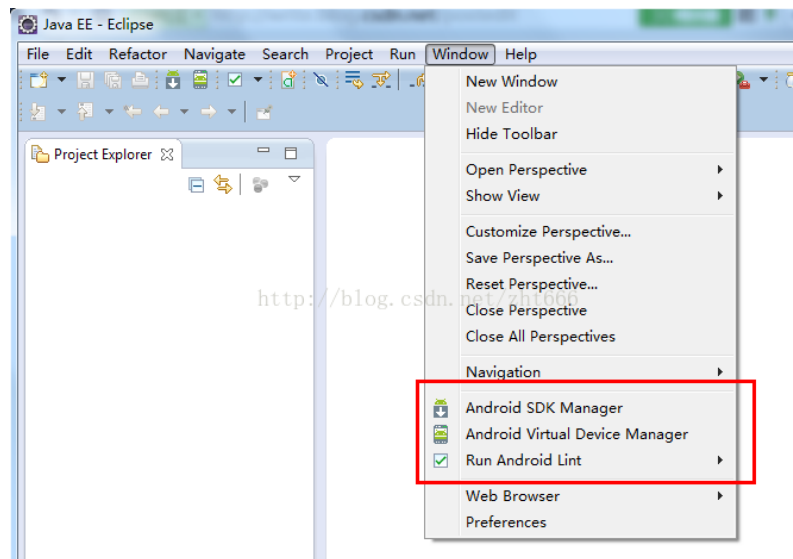 Java EE - Eclipse
File Edit Refactor Navigate Search Project Run Window Help
Project Explorer
New Window
New Editor
Hide Toolbar
Open Perspective
Show View
Customize Perspective...
Save Perspective As...
Reset Perspective...
http://blog.csdn.net/zht666
Close Perspective
Close All Perspectives
Navigation
Android SDK Manager
Android Virtual Device Manager
Run Android Lint
Web Browser
Preferences